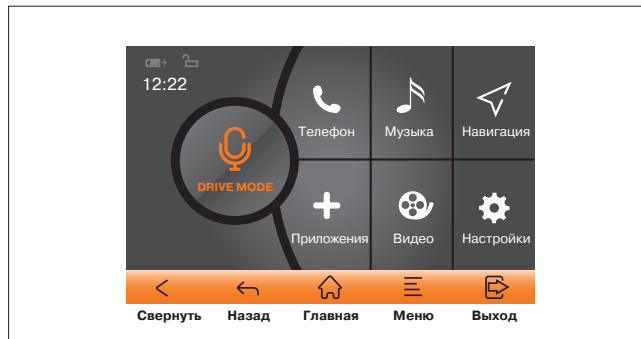 12:22
Телефон
Музыка
Навигация
DRIVE MODE
Приложения
Видео
Настройки
Свернуть
Назад
Главная
Меню
Выход